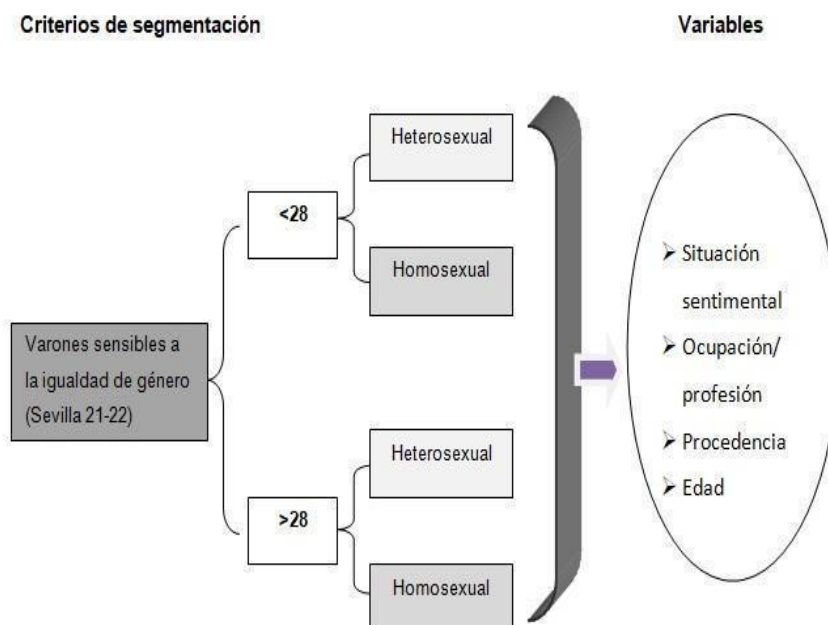 Criterios de segmentación
Variables
Heterosexual
<28
Homosexual
Varones sensibles a
la igualdad de género
(Sevilla 21-22)
Heterosexual
>28
Homosexual
➢ Situación
sentimental
➢ Ocupación/
profesión
➢ Procedencia
➢ Edad